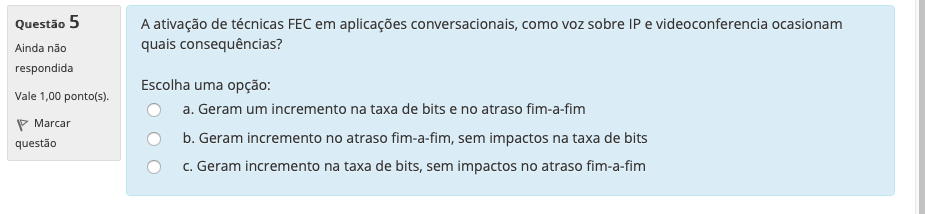 Questão 5
Ainda não
respondida
Vale 1,00 ponto(s).
Marcar
questão
A ativação de técnicas FEC em aplicações conversacionais, como voz sobre IP e videoconferencia ocasionam
quais consequências?
Escolha uma opção:
a. Geram um incremento na taxa de bits e no atraso fim-a-fim
b. Geram incremento no atraso fim-a-fim, sem impactos na taxa de bits
c. Geram incremento na taxa de bits, sem impactos no atraso fim-a-fim